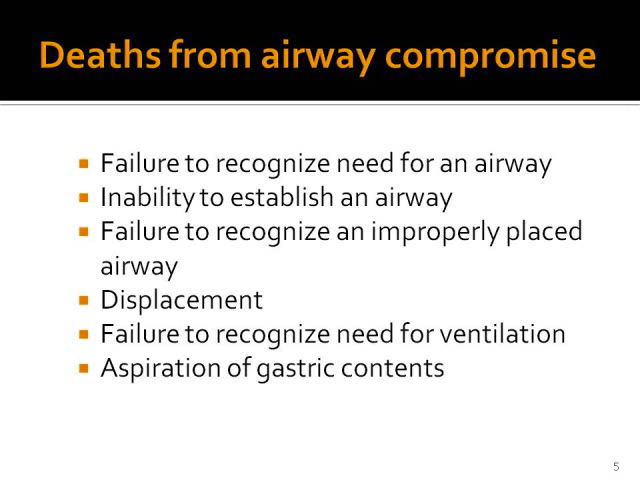 Deaths from airway compromise
■ Failure to recognize need for an airway
■ Inability to establish an airway
■ Failure to recognize an improperly placed
airway
■ Displacement
■ Failure to recognize need for ventilation
■ Aspiration of gastric contents
5